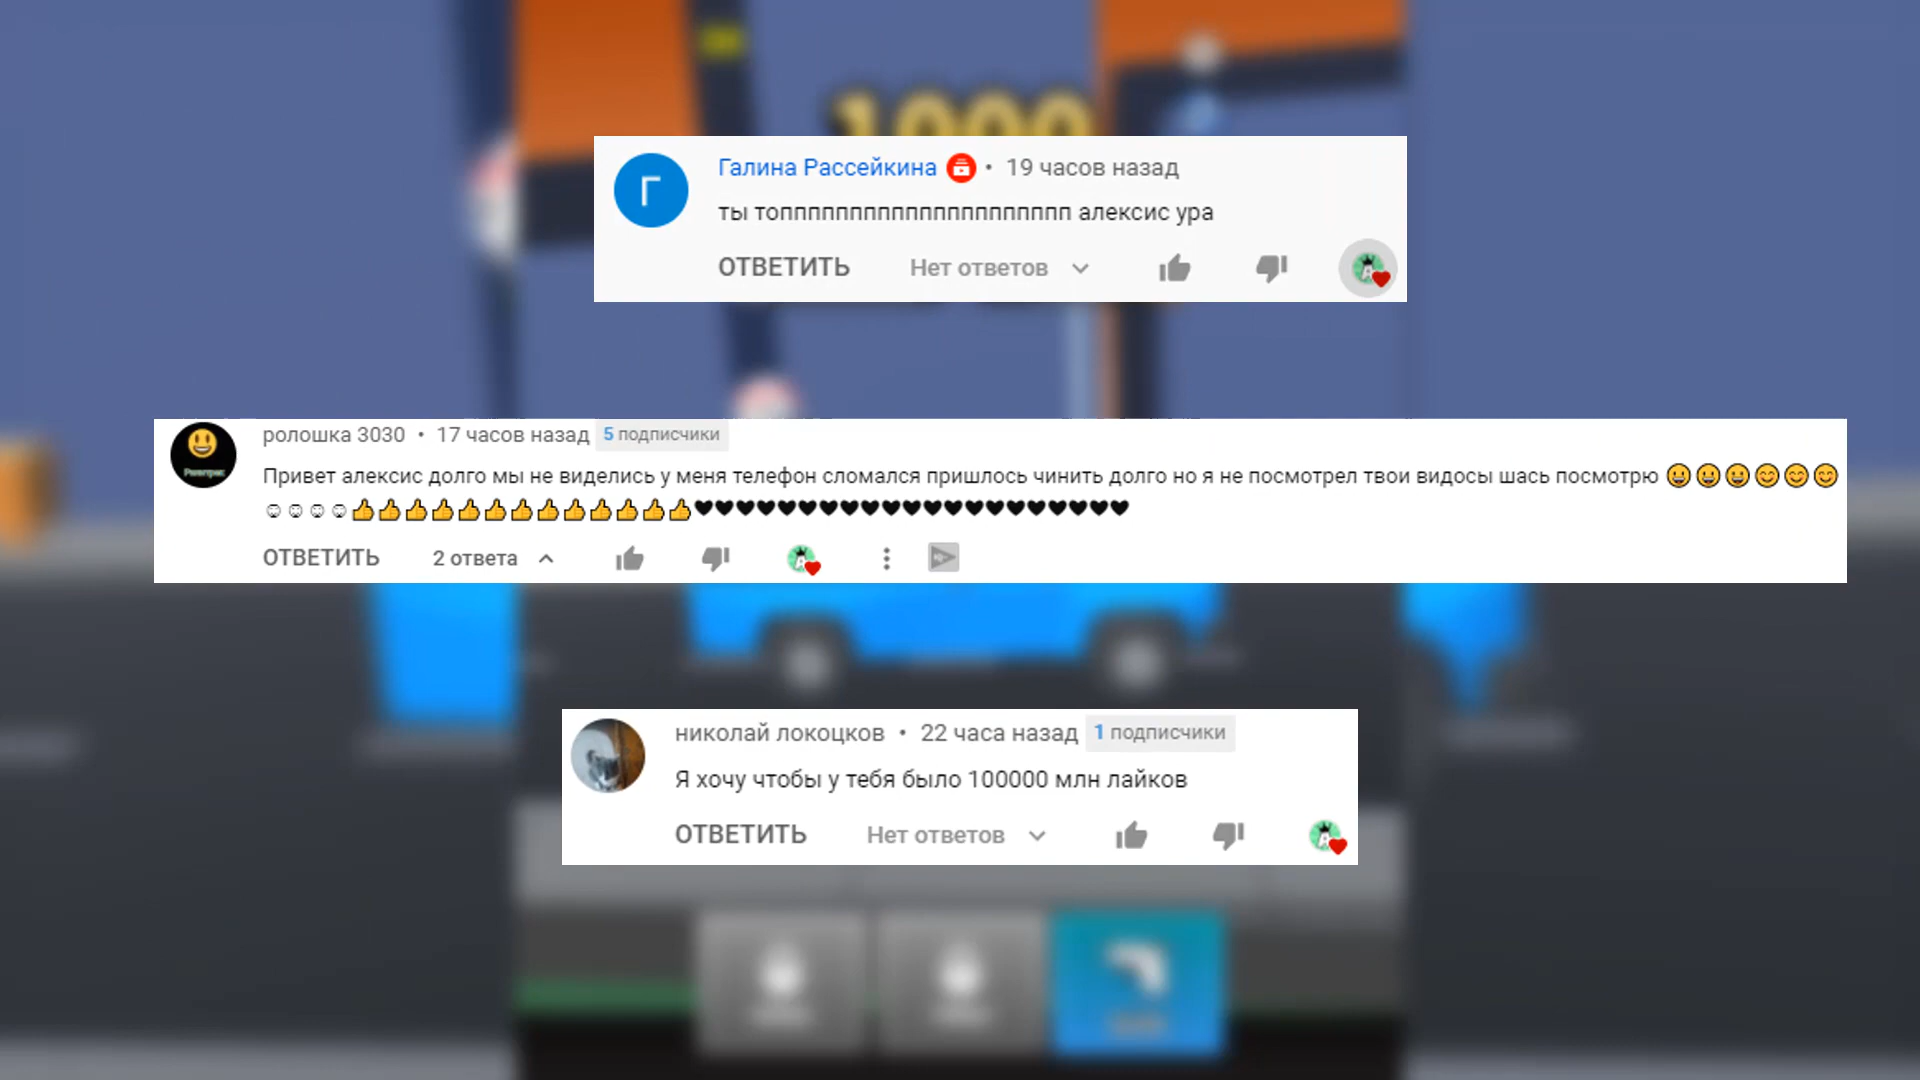 1000
Г
Галина Рассейкина • 19 часов назад
ты топппппппппппппппппппппп алексис ура
ОТВЕТИТЬ Нет ответов
ролошка 3030 • 17 часов назад 5 подписчики
Привет алексис долго мы не виделись у меня телефон сломался пришлось чинить долго но я не посмотрел твои видосы шась посмотрю 😀😀😀😊😊😊
☺☺☺☺👍👍👍👍👍👍👍👍👍👍👍👍👍♥♥♥♥♥♥♥♥♥♥♥♥♥♥♥♥♥♥♥♥♥
ОТВЕТИТЬ 2 ответа
николай локоцков • 22 часа назад 1 подписчики
Я хочу чтобы у тебя было 100000 млн лайков
ОТВЕТИТЬ Нет ответов